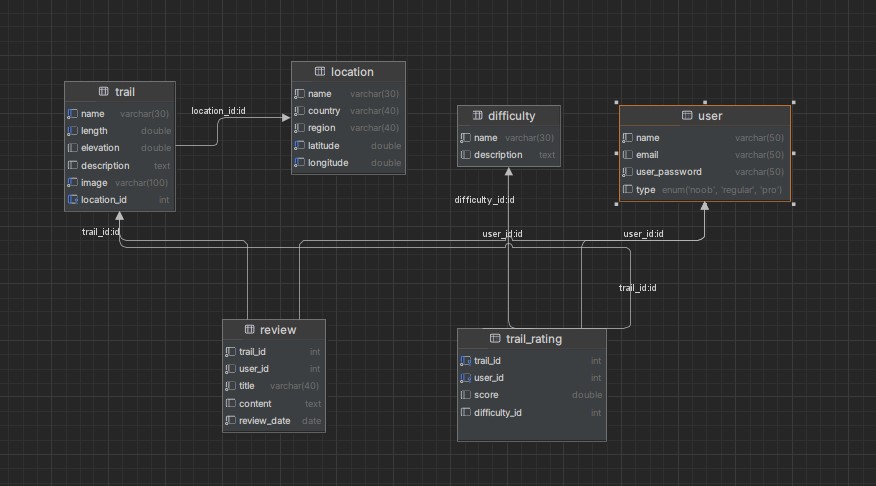 trail
name varchar(30)
length double
elevation double
description text
image varchar(100)
location_id int
location_id:id
location
name varchar(30)
country varchar(40)
region varchar(40)
latitude double
longitude double
difficulty
name varchar(30)
description text
user
name varchar(50)
email varchar(50)
user_password varchar(50)
type enum('noob', 'regular', 'pro')
trail_id:id
difficulty_id:id
user_id:id
user_id:id
trail_id:id
review
trail_id int
user_id int
title varchar(40)
content text
review_date date
trail_rating
trail_id int
user_id int
score double
difficulty_id int